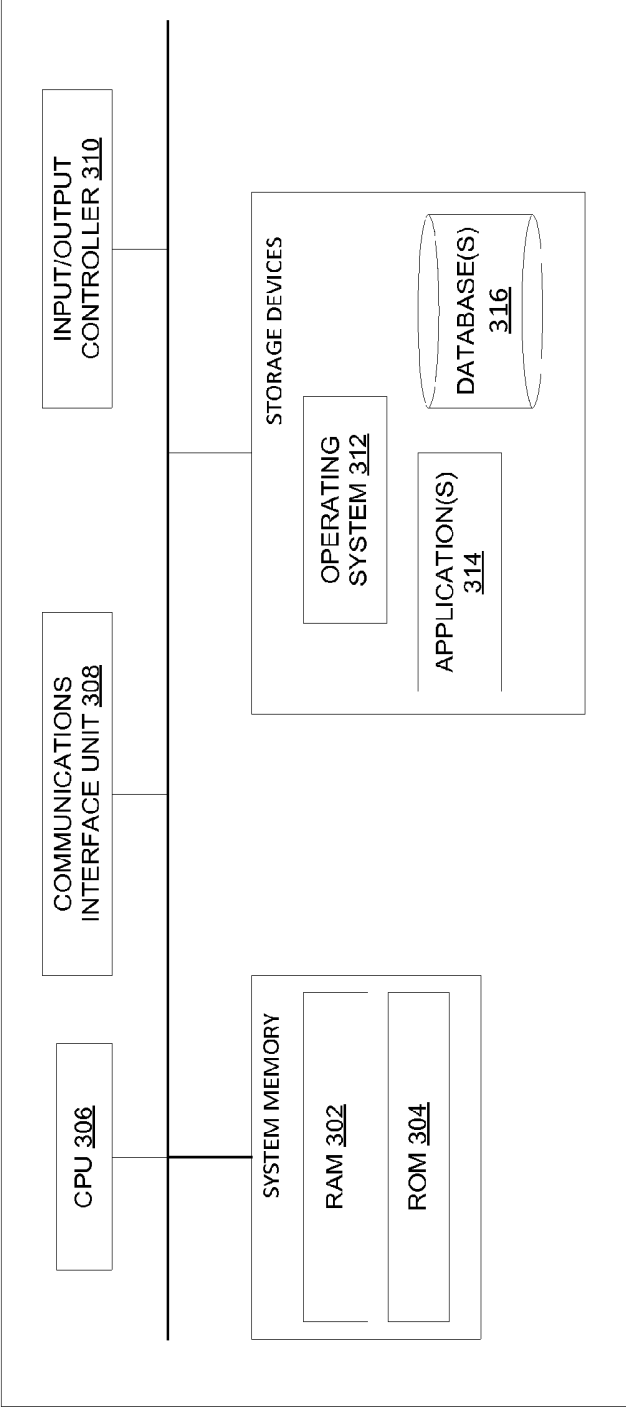 CPU 306
COMMUNICATIONS
INTERFACE UNIT 308
INPUT/OUTPUT
CONTROLLER 310
SYSTEM MEMORY
RAM 302
ROM 304
STORAGE DEVICES
OPERATING
SYSTEM 312
APPLICATION(S)
314
DATABASE(S)
316